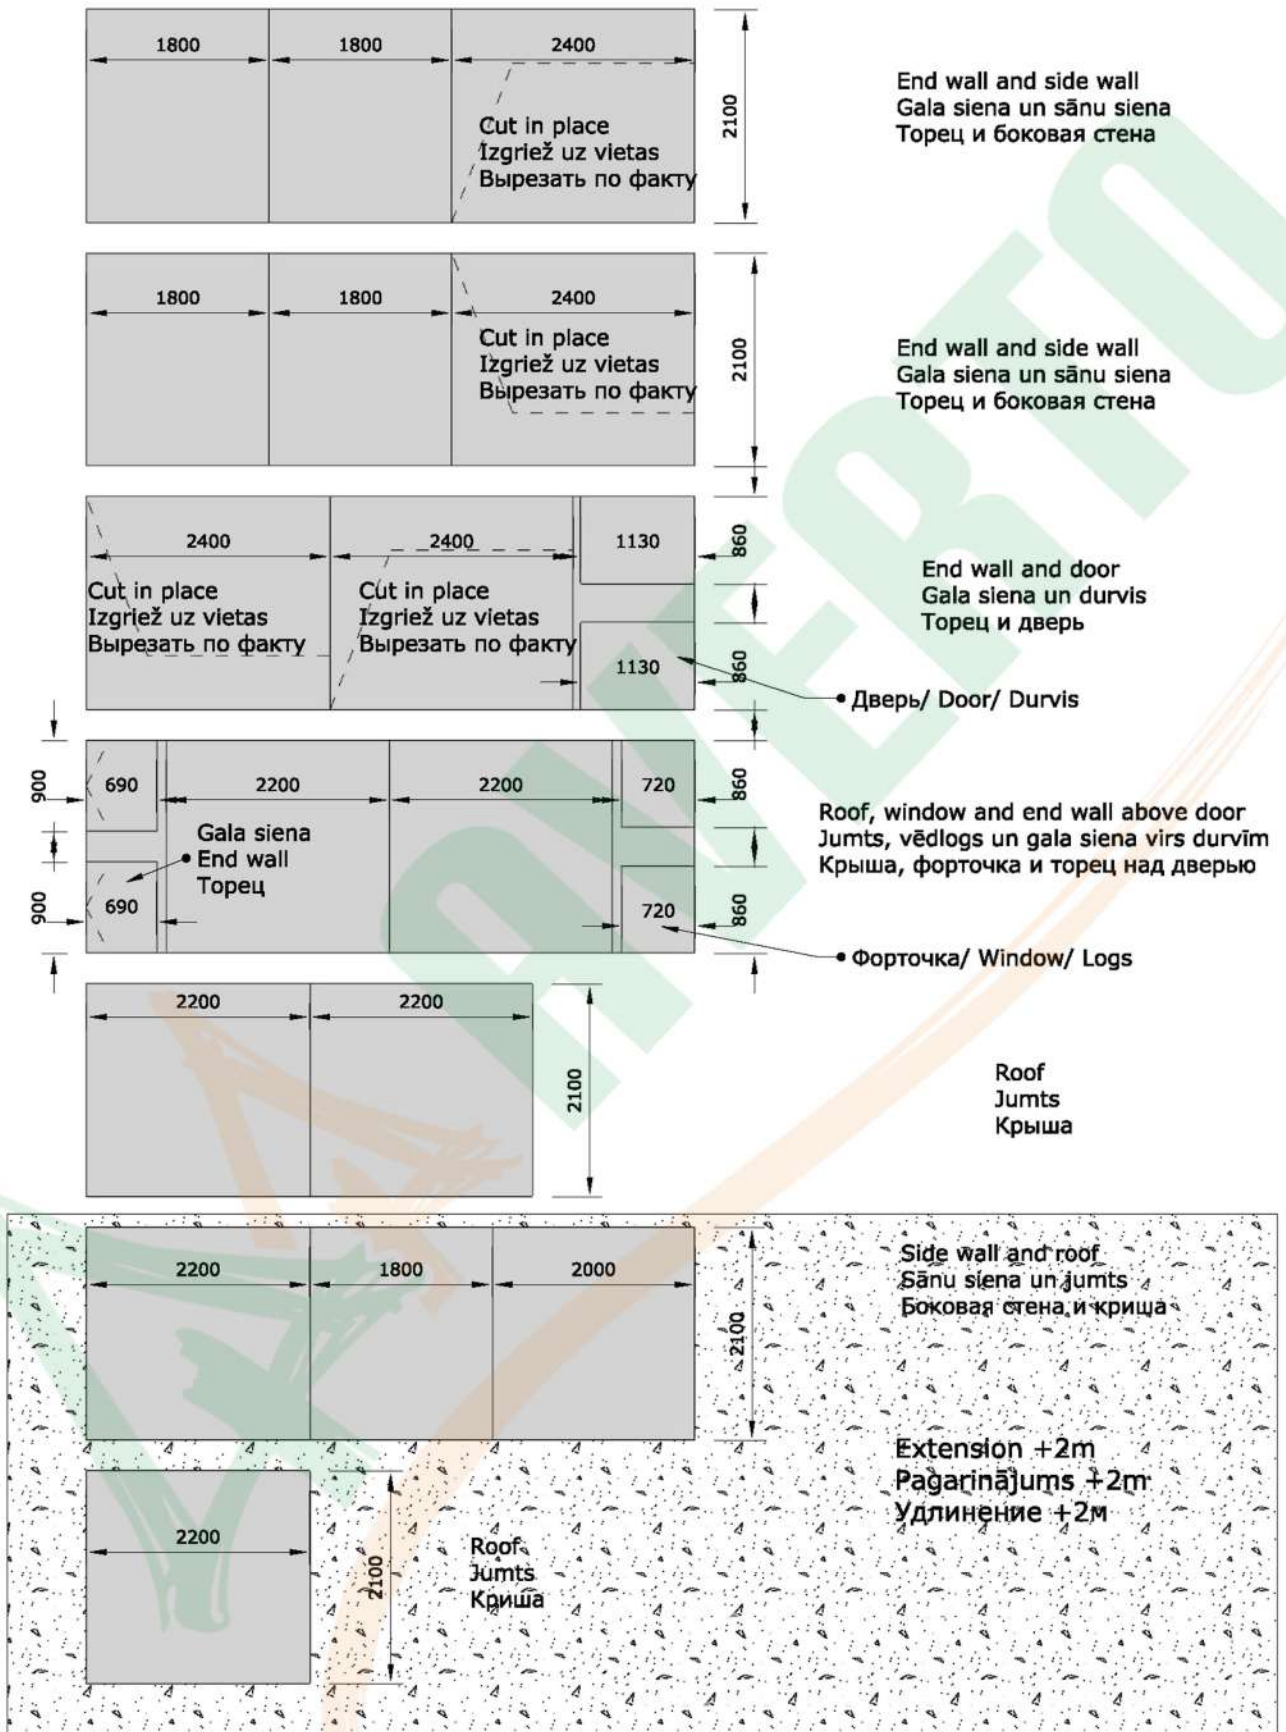 1800
1800
2400
2100
Cut in place
Izgriež uz vietas
Вырезать по факту
End wall and side wall
Gala siena un sānu siena
Торец и боковая стена
1800
1800
2400
2100
Cut in place
Izgriež uz vietas
Вырезать по факту
End wall and side wall
Gala siena un sānu siena
Торец и боковая стена
2400
2400
1130
860
Cut in place
Izgriež uz vietas
Вырезать по факту
Cut in place
Izgriež uz vietas
Вырезать по факту
1130
860
End wall and door
Gala siena un durvis
Торец и дверь
Дверь/ Door/ Durvis
900
690
2200
2200
720
860
Gala siena
End wall
Торец
900
690
720
860
Roof, window and end wall above door
Jumts, vēdlogs un gala siena virs durvīm
Крыша, форточка и торец над дверью
Форточка/ Window/ Logs
2200
2200
2100
Roof
Jumts
Крыша
2200
1800
2000
2100
Side wall and roof
Sānu siena un jumts
Боковая стена и криша
Extension +2m
Pagarinājums +2m
Удлинение +2м
2200
2100
Roof
Jumts
Криша
AVERTO